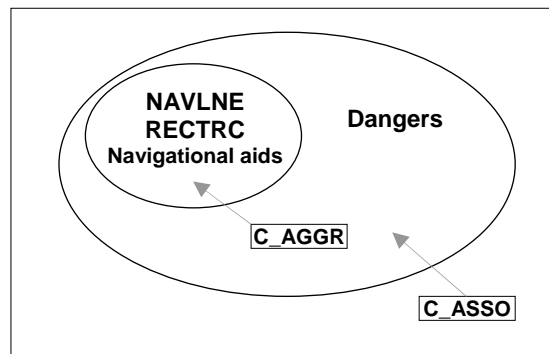 NAVLNE
RECTRC
Navigational aids
Dangers
C_AGGR
C_ASSO